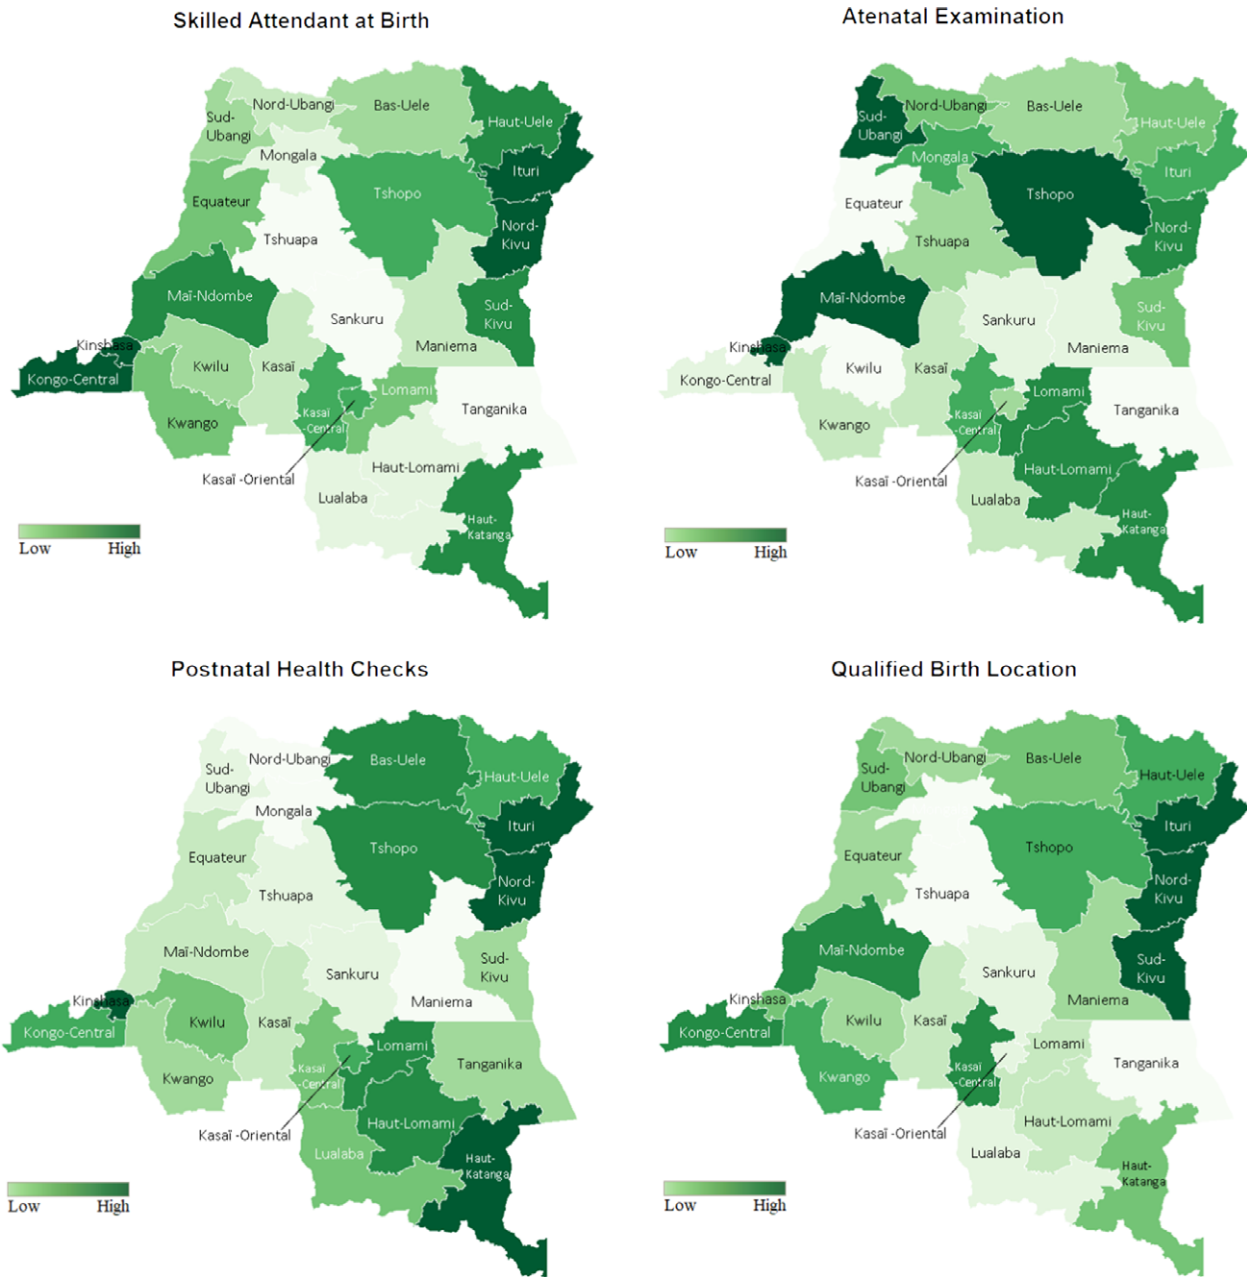 Skilled Attendant at Birth
Nord-Ubangi
Bas-Uele
Sud-
Ubangi
Haut-Uele
Mongala
Ituri
Tshopo
Equateur
Nord-
Kivu
Tshuapa
Maï-Ndombe
Sud-
Kivu
Sankuru
Kinshasa
Maniema
Kwilu
Kasaï
Kongo-Central
Lomami
Tanganika
Kasaï
-Central
Kwango
Haut-Lomami
Kasaï -Oriental
Lualaba
Haut-
Katanga
Low High
Atenatal Examination
Nord-Ubangi
Bas-Uele
Sud-
Ubangi
Haut-Uele
Mongala
Ituri
Tshopo
Equateur
Nord-
Kivu
Tshuapa
Maï-Ndombe
Sud-
Kivu
Sankuru
Kinshasa
Maniema
Kwilu
Kasaï
Kongo-Central
Lomami
Tanganika
Kasaï
-Central
Kwango
Haut-Lomami
Kasaï -Oriental
Lualaba
Haut-
Katanga
Low High
Postnatal Health Checks
Nord-Ubangi
Bas-Uele
Sud-
Ubangi
Haut-Uele
Mongala
Ituri
Tshopo
Equateur
Nord-
Kivu
Tshuapa
Maï-Ndombe
Sud-
Kivu
Sankuru
Kinshasa
Maniema
Kwilu
Kasaï
Kongo-Central
Lomami
Tanganika
Kasaï
-Central
Kwango
Haut-Lomami
Kasaï -Oriental
Lualaba
Haut-
Katanga
Low High
Qualified Birth Location
Nord-Ubangi
Bas-Uele
Sud-
Ubangi
Haut-Uele
Ituri
Tshopo
Equateur
Nord-
Kivu
Tshuapa
Maï-Ndombe
Sud-
Kivu
Sankuru
Kinshasa
Maniema
Kwilu
Kasaï
Kongo-Central
Lomami
Tanganika
Kasaï
-Central
Kwango
Haut-Lomami
Kasaï -Oriental
Lualaba
Haut-
Katanga
Low High